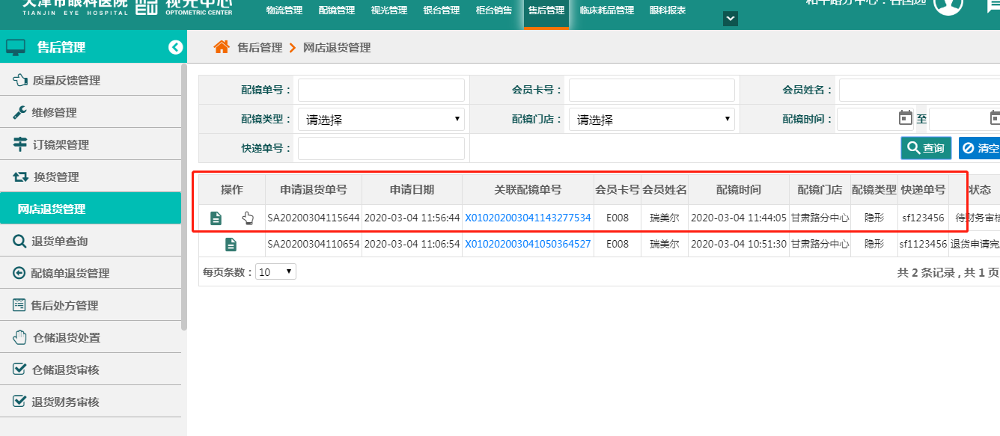 天津市眼科医院 视光中心
TIANJIN EYE HOSPITAL OPTOMETRIC CENTER
物流管理 配镜管理 视光管理 银台管理 柜台销售 售后管理 临床耗品管理 眼科报表
售后管理
售后管理 网店退货管理
质量反馈管理
维修管理
订镜架管理
换货管理
网店退货管理
退货单查询
配镜单退货管理
售后处方管理
仓储退货处置
仓储退货审核
退货财务审核
配镜单号： 会员卡号： 会员姓名：
配镜类型： 请选择 配镜门店： 请选择 配镜时间： 至
快递单号： 查询 清空
操作 申请退货单号 申请日期 关联配镜单号 会员卡号 会员姓名 配镜时间 配镜门店 配镜类型 快递单号 状态
SA20200304115644 2020-03-04 11:56:44 X010202003041143277534 E008 瑞美尔 2020-03-04 11:44:05 甘肃路分中心 隐形 sf123456 待财务审核
SA20200304110654 2020-03-04 11:06:54 X010202003041050364527 E008 瑞美尔 2020-03-04 10:51:30 甘肃路分中心 隐形 sf1123456 退货申请完
每页条数： 10 共 2 条记录 , 共 1 页